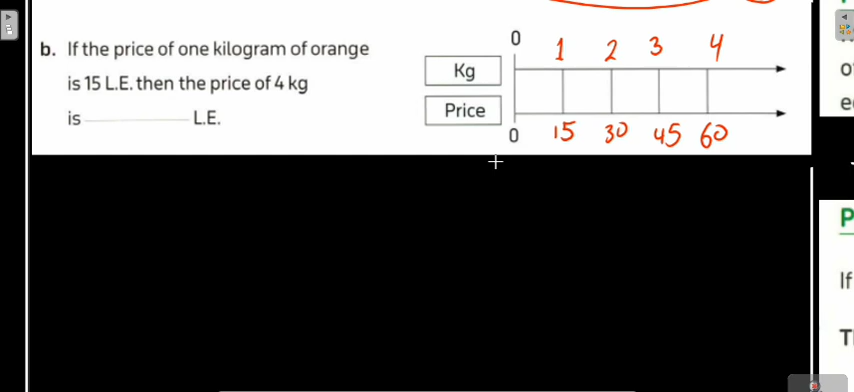 b. If the price of one kilogram of orange
is 15 L.E. then the price of 4 kg
is L.E.
0 1 2 3 4
Kg
Price
0 15 30 45 60
o
e
P
If
T